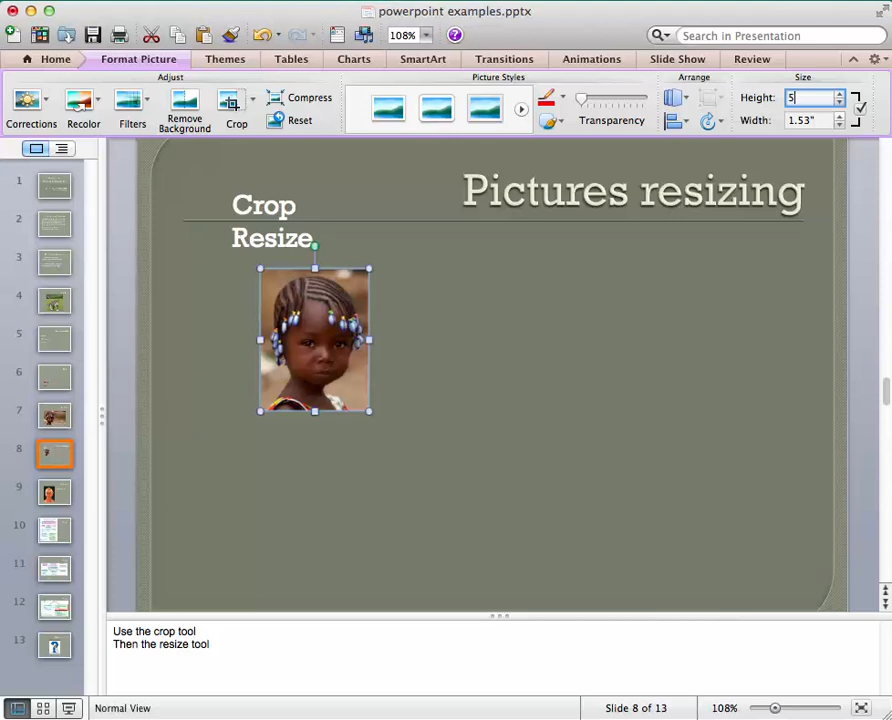 powerpoint examples.pptx
108%
Search in Presentation
Home
Format Picture
Themes
Tables
Charts
SmartArt
Transitions
Animations
Slide Show
Review
Adjust
Picture Styles
Arrange
Size
Corrections
Recolor
Filters
Remove Background
Crop
Compress
Reset
Transparency
Height: 5
Width: 1.53"
1
2
3
4
5
6
7
8
9
10
11
12
13
Pictures resizing
Crop
Resize
Use the crop tool
Then the resize tool
Normal View
Slide 8 of 13
108%